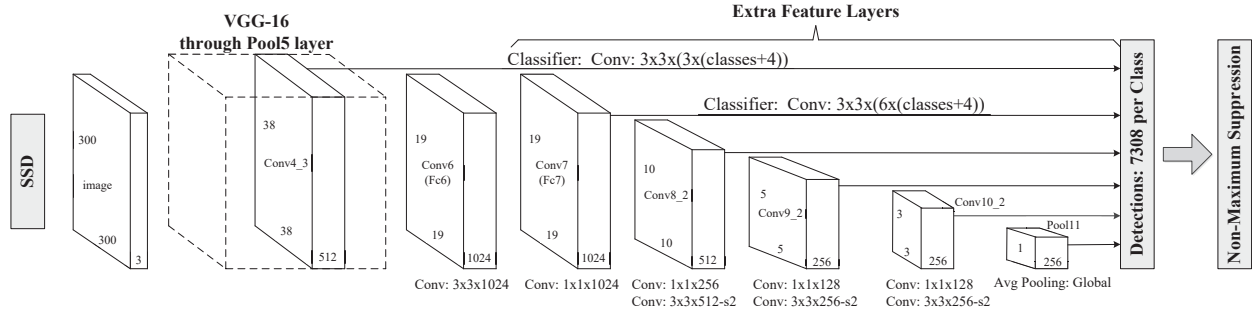 SSD
300
image
300
3
VGG-16
through Pool5 layer
38
Conv4_3
38
512
Extra Feature Layers
Classifier: Conv: 3x3x(3x(classes+4))
Classifier: Conv: 3x3x(6x(classes+4))
19
Conv6
(Fc6)
19
1024
Conv: 3x3x1024
19
Conv7
(Fc7)
19
1024
Conv: 1x1x1024
10
Conv8_2
10
512
Conv: 1x1x256
Conv: 3x3x512-s2
5
Conv9_2
5
256
Conv: 1x1x128
Conv: 3x3x256-s2
3
Conv10_2
3
256
Conv: 1x1x128
Conv: 3x3x256-s2
Pool11
1
256
Avg Pooling: Global
Detections: 7308 per Class
Non-Maximum Suppression